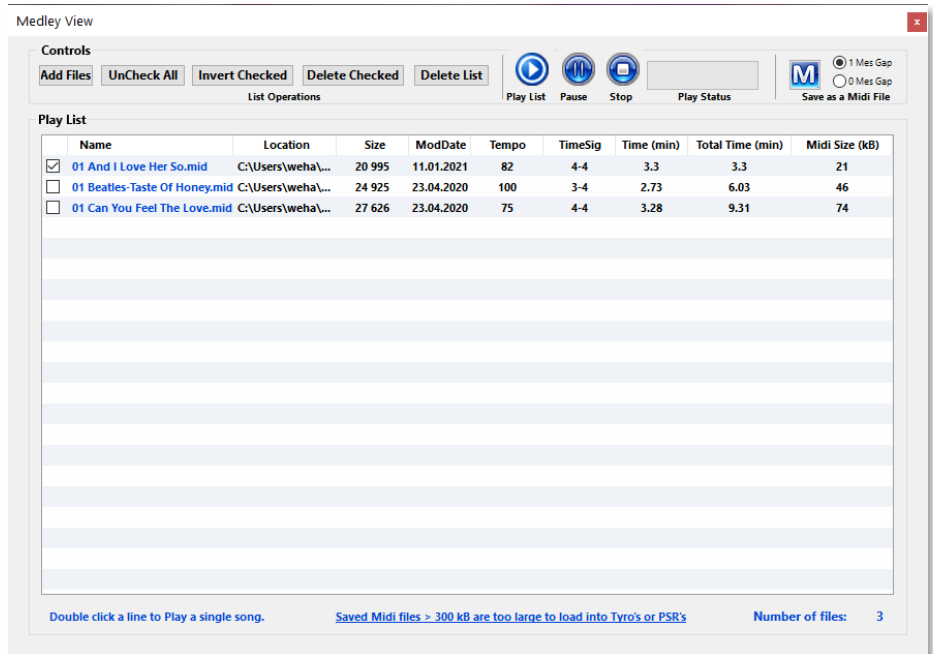 Medley View
x
Controls
Add Files UnCheck All Invert Checked Delete Checked Delete List
List Operations
Play List Pause Stop Play Status
M
1 Mes Gap
0 Mes Gap
Save as a Midi File
Play List
Name Location Size ModDate Tempo TimeSig Time (min) Total Time (min) Midi Size (kB)
01 And I Love Her So.mid C:\Users\weha\... 20 995 11.01.2021 82 4-4 3.3 3.3 21
01 Beatles-Taste Of Honey.mid C:\Users\weha\... 24 925 23.04.2020 100 3-4 2.73 6.03 46
01 Can You Feel The Love.mid C:\Users\weha\... 27 626 23.04.2020 75 4-4 3.28 9.31 74
Double click a line to Play a single song. Saved Midi files > 300 kB are too large to load into Tyro's or PSR's Number of files: 3